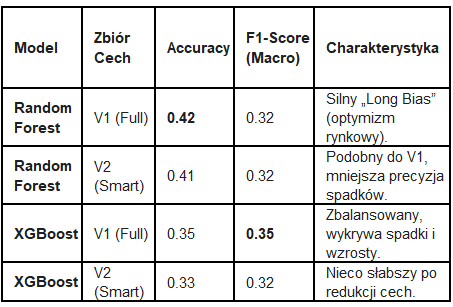 Model Zbiór Cech Accuracy F1-Score (Macro) Charakterystyka
Random Forest V1 (Full) 0.42 0.32 Silny „Long Bias” (optymizm rynkowy).
Random Forest V2 (Smart) 0.41 0.32 Podobny do V1, mniejsza precyzja spadków.
XGBoost V1 (Full) 0.35 0.35 Zbalansowany, wykrywa spadki i wzrosty.
XGBoost V2 (Smart) 0.33 0.32 Nieco słabszy po redukcji cech.